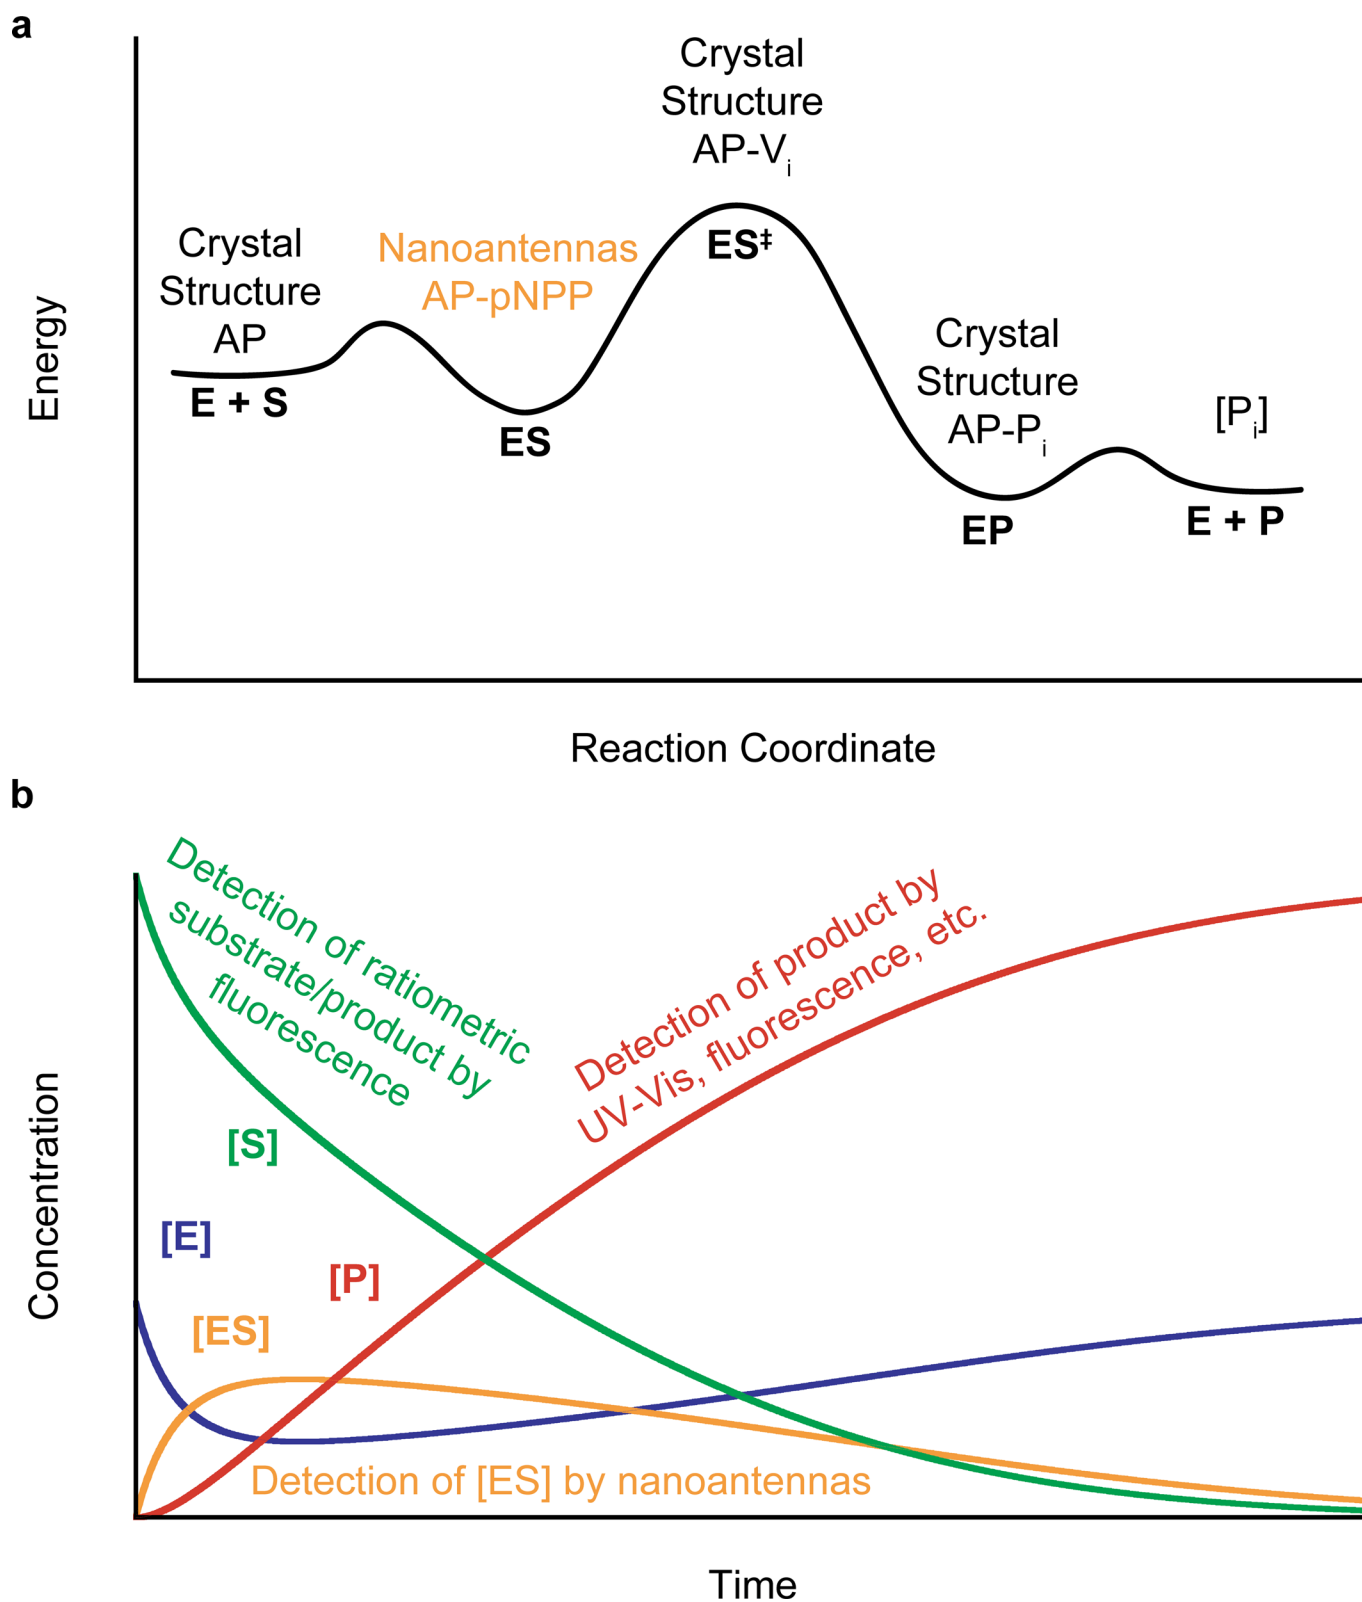 a
Crystal
Structure
AP-Vi
Crystal
Structure
AP
Nanoantennas
AP-pNPP
ES‡
E + S
ES
Crystal
Structure
AP-Pi
[Pi]
EP
E + P
Energy
Reaction Coordinate
b
Detection of ratiometric
substrate/product by
fluorescence
Detection of product by
UV-Vis, fluorescence, etc.
[S]
[E]
[P]
[ES]
Detection of [ES] by nanoantennas
Concentration
Time